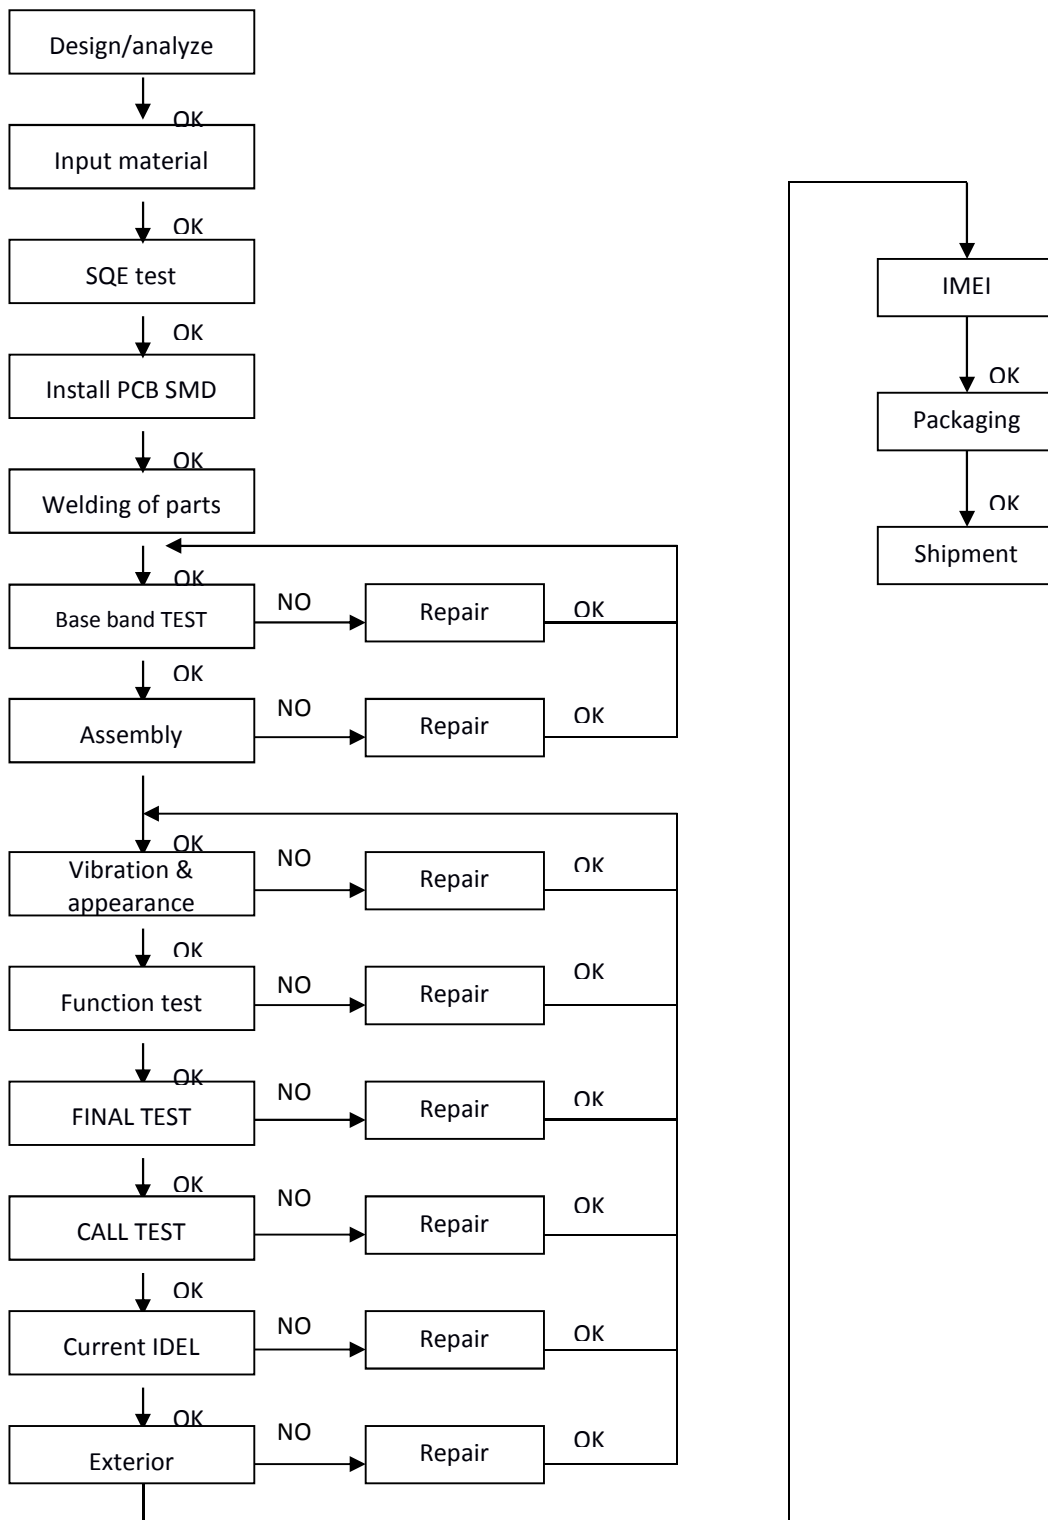 Design/analyze
OK
Input material
OK
SQE test
OK
Install PCB SMD
OK
Welding of parts
OK
Base band TEST
NO
Repair
OK
OK
Assembly
NO
Repair
OK
OK
Vibration &
appearance
NO
Repair
OK
OK
Function test
NO
Repair
OK
OK
FINAL TEST
NO
Repair
OK
OK
CALL TEST
NO
Repair
OK
OK
Current IDEL
NO
Repair
OK
OK
Exterior
NO
Repair
OK
IMEI
OK
Packaging
OK
Shipment